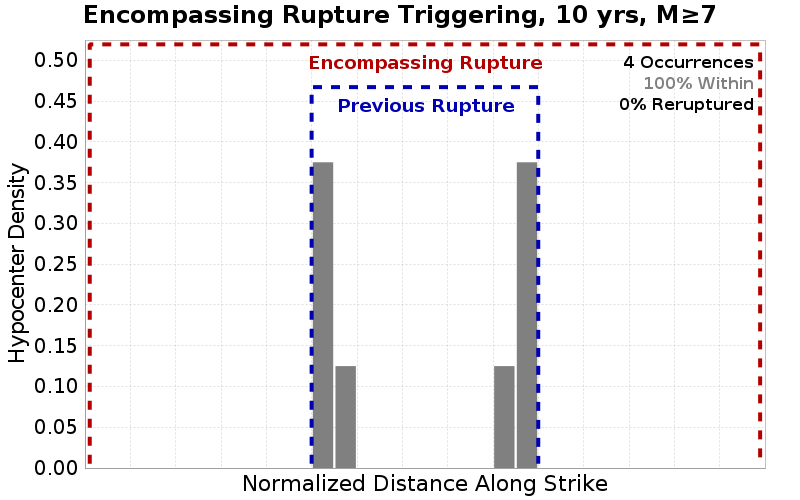 Encompassing Rupture Triggering, 10 yrs, M≥7
Encompassing Rupture
4 Occurrences
100% Within
0% Reruptured
Previous Rupture
Hypocenter Density
0.50
0.45
0.40
0.35
0.30
0.25
0.20
0.15
0.10
0.05
0.00
Normalized Distance Along Strike